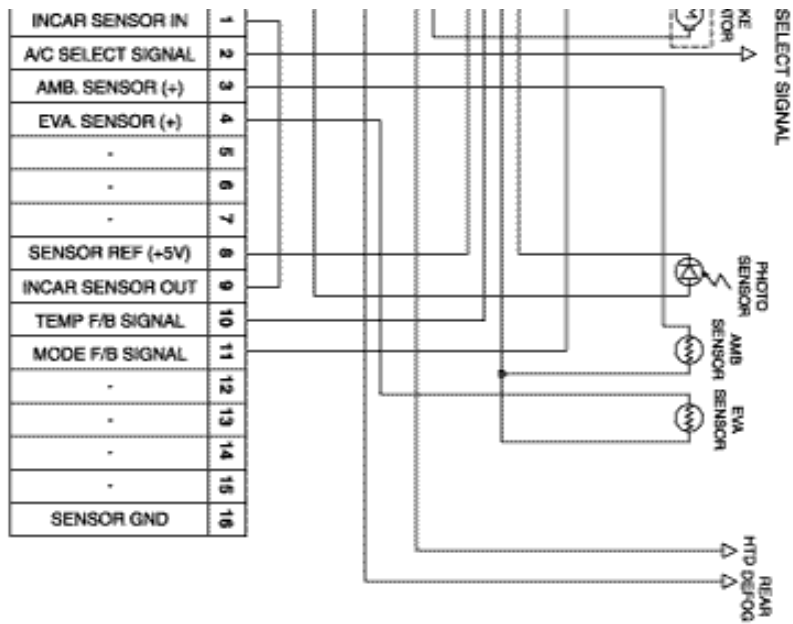 INCAR SENSOR IN 1
A/C SELECT SIGNAL 2
AMB. SENSOR (+) 3
EVA. SENSOR (+) 4
- 5
- 6
- 7
SENSOR REF (+5V) 8
INCAR SENSOR OUT 9
TEMP F/B SIGNAL 10
MODE F/B SIGNAL 11
- 12
- 13
- 14
- 15
SENSOR GND 16
M
SELECT SIGNAL
PHOTO
SENSOR
AMB
SENSOR
EVA
SENSOR
HTD
REAR
DEFOG